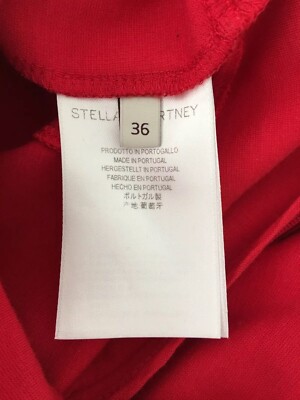 STELLA McCARTNEY
36
PRODOTTO IN PORTOGALLO
MADE IN PORTUGAL
HERGESTELLT IN PORTUGAL
FABRIQUE EN PORTUGAL
HECHO EN PORTUGAL
ポルトガル製
产地:葡萄牙